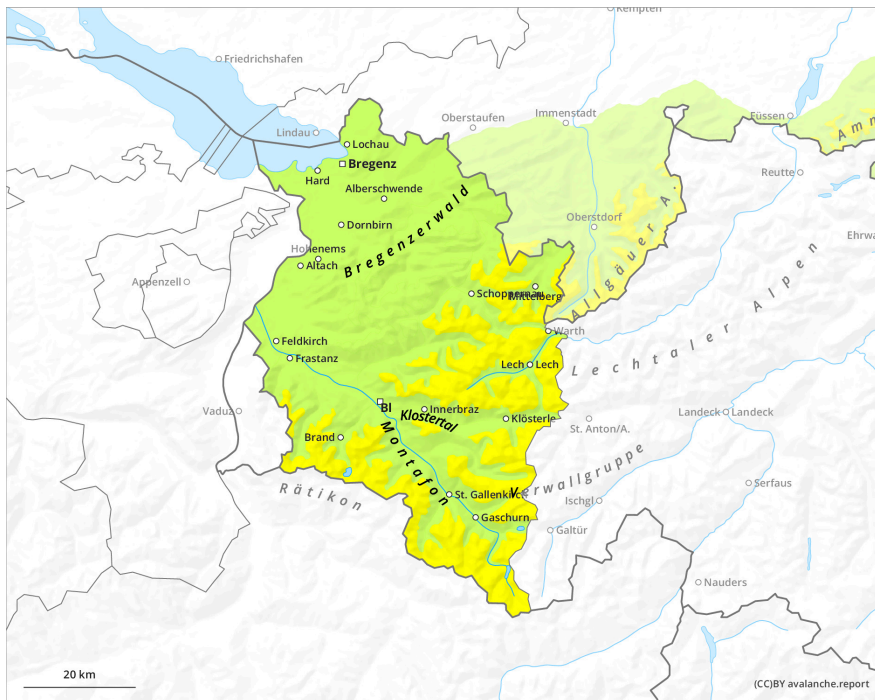 Kempten
Friedrichshafen
Immenstadt
Füssen
Oberstaufen
Lindau
Lochau
Bregenz
Hard
Reutte
Alberschwende
Oberstdorf
Dornbirn
Bregenzerwald
Hohenems
Altach
Allgäuer A.
Appenzell
Schoppernau
Mittelberg
Warth
Feldkirch
Frastanz
Lech
Lech
Lechtaler Alpen
Vaduz
Bl
Klostertal
Innerbraz
Klösterle
St. Anton/A.
Landeck
Landeck
Brand
Montafon
Verwallgruppe
Rätikon
St. Gallenkirch
Serfaus
Ischgl
Gaschurn
Galtür
Nauders
20 km
(CC)BY avalanche.report